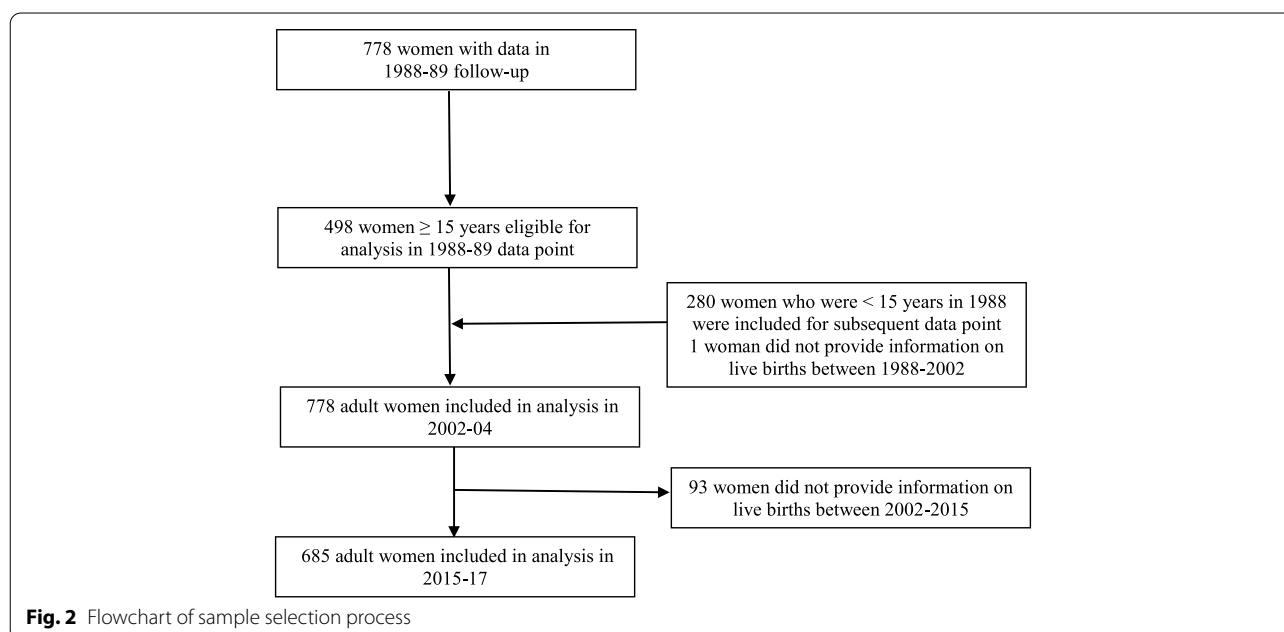 778 women with data in
1988-89 follow-up
498 women ≥ 15 years eligible for
analysis in 1988-89 data point
280 women who were < 15 years in 1988
were included for subsequent data point
1 woman did not provide information on
live births between 1988-2002
778 adult women included in analysis in
2002-04
93 women did not provide information on
live births between 2002-2015
685 adult women included in analysis in
2015-17
Fig. 2 Flowchart of sample selection process